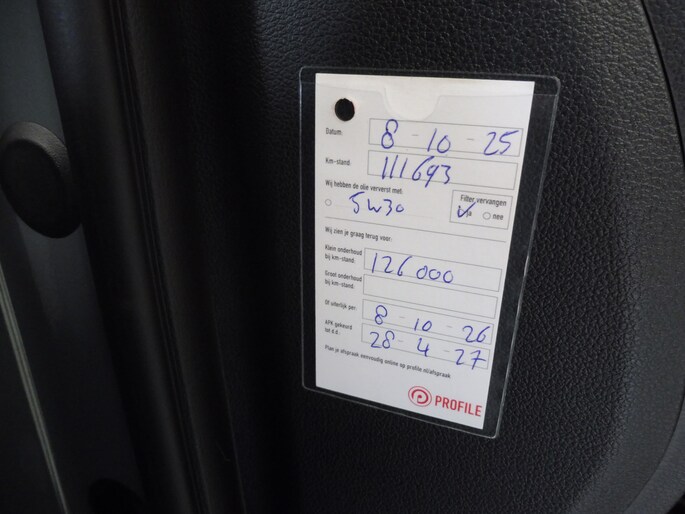 Datum: 8 - 10 - 25
Km-stand: 111693
Wij hebben de olie ververst met:
5W30
Filter vervangen
ja nee
Wij zien je graag terug voor:
Klein onderhoud
bij km-stand: 126000
Groot onderhoud
bij km-stand:
Of uiterlijk per: 8 - 10 - 26
APK gekeurd
tot d.d. 28 - 4 - 27
Plan je afspraak eenvoudig online op profile.nl/afspraak
PROFILE